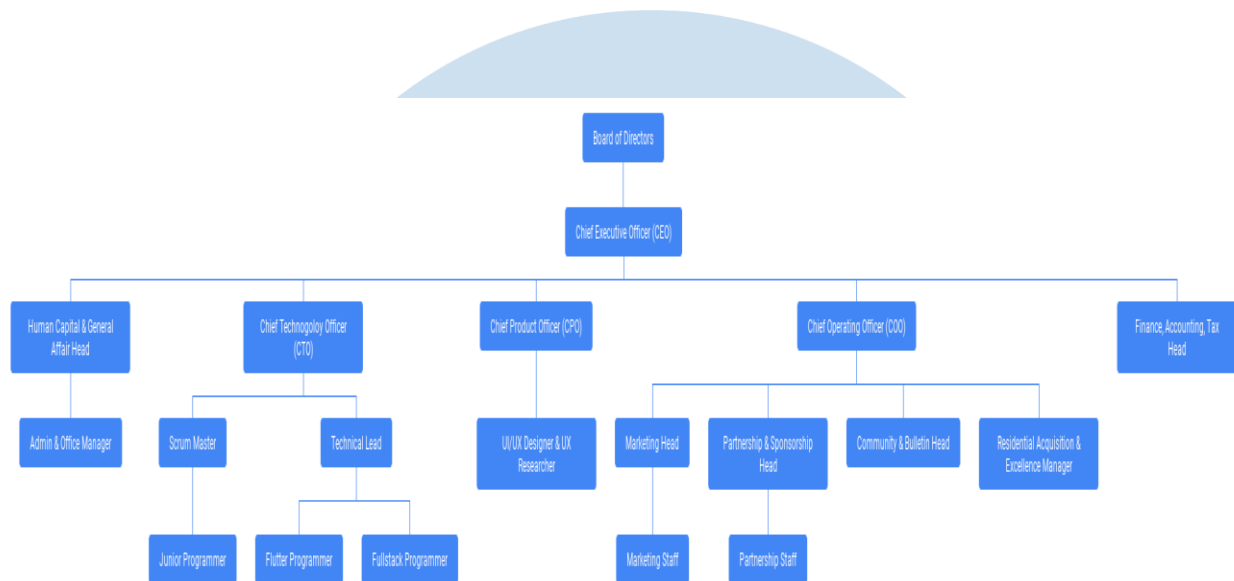 Board of Directors
Chief Executive Officer (CEO)
Human Capital & General
Affair Head
Chief Technogoloy Officer
(CTO)
Chief Product Officer (CPO)
Chief Operating Officer (COO)
Finance, Accounting, Tax
Head
Admin & Office Manager
Scrum Master
Technical Lead
UI/UX Designer & UX
Researcher
Marketing Head
Partnership & Sponsorship
Head
Community & Bulletin Head
Residential Acquisition &
Excellence Manager
Junior Programmer
Flutter Programmer
Fullstack Programmer
Marketing Staff
Partnership Staff